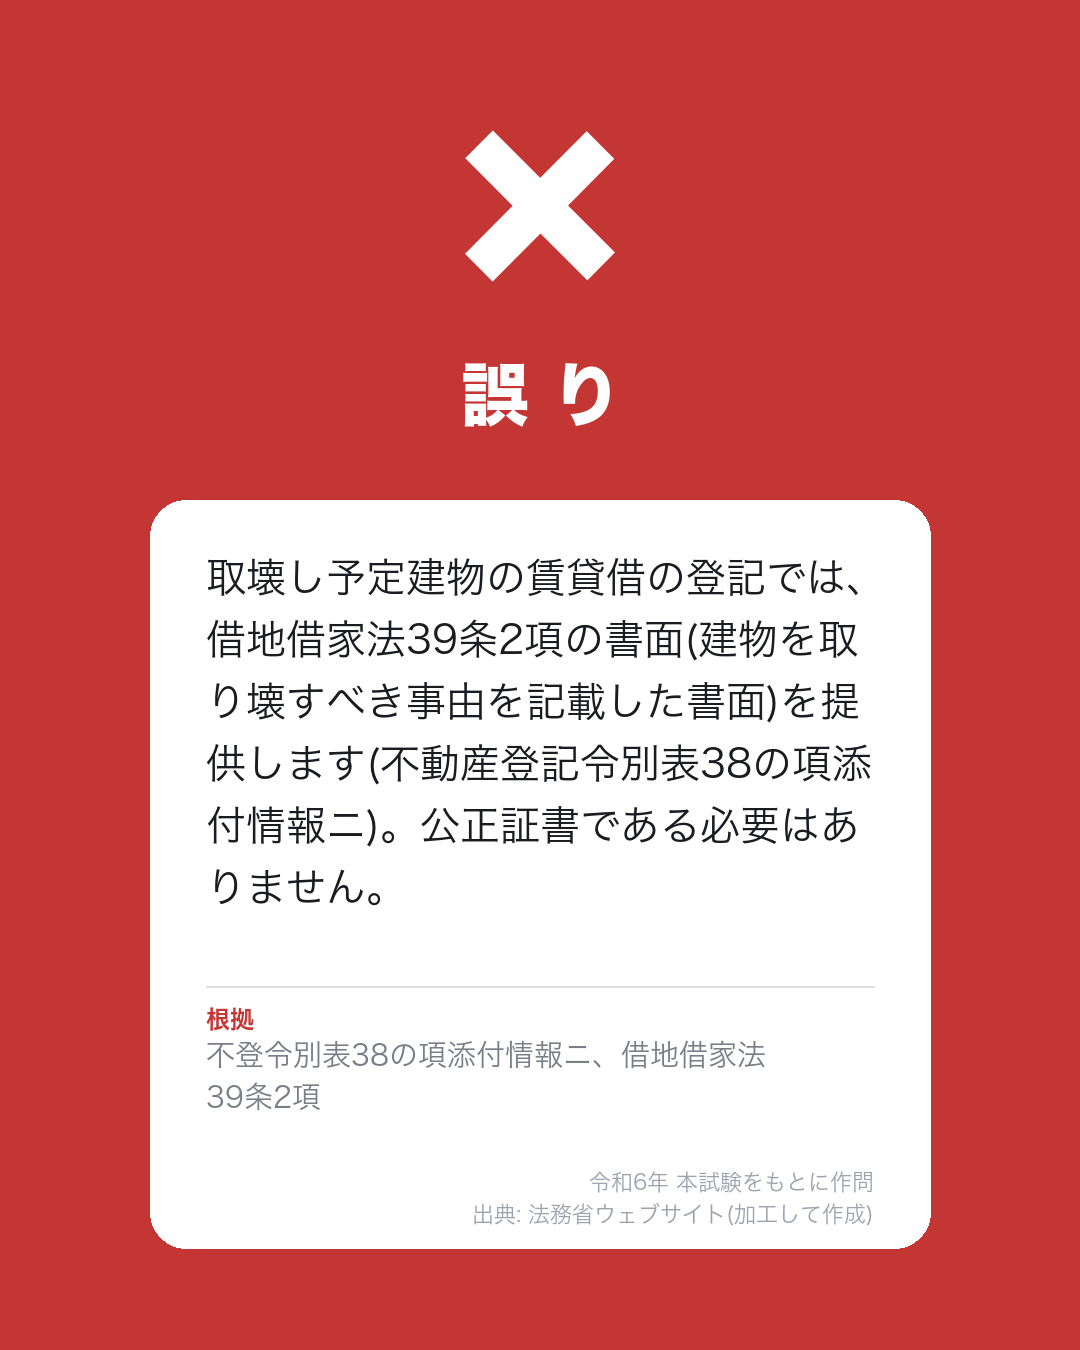 誤り
取壊し予定建物の賃貸借の登記では、
借地借家法39条2項の書面(建物を取
り壊すべき事由を記載した書面)を提
供します(不動産登記令別表38の項添
付情報ニ)。公正証書である必要はあ
りません。
根拠
不登令別表38の項添付情報ニ、借地借家法
39条2項
令和6年 本試験をもとに作問
出典: 法務省ウェブサイト(加工して作成)